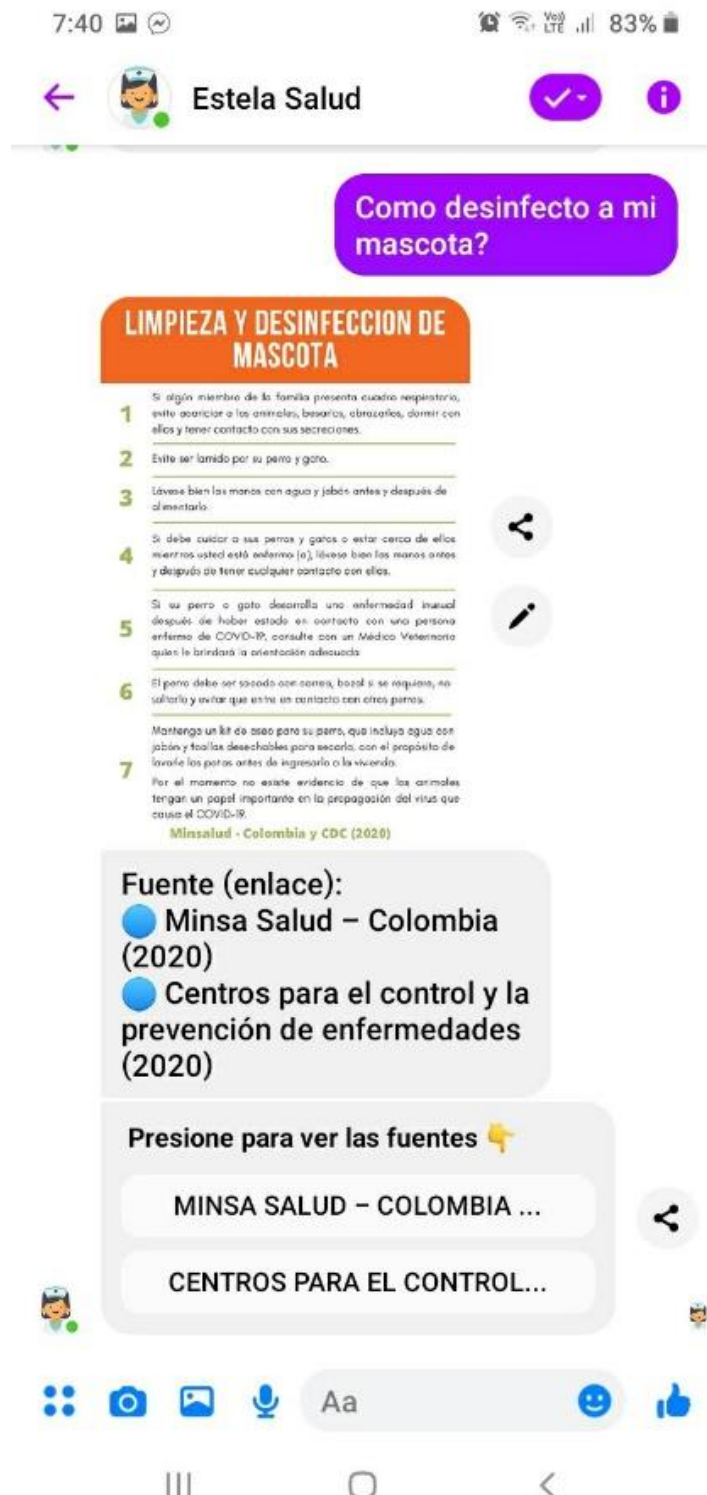 7:40
Vo))
LTE
83%
Estela Salud
Como desinfecto a mi
mascota?
LIMPIEZA Y DESINFECCION DE
MASCOTA
1
Si algún miembro de la familia presenta cuadro respiratorio,
evite acariciar a los animales, besarlos, abrazarlos, dormir con
ellos y tener contacto con sus secreciones.
2
Evite ser lamido por su perro y gato.
3
Lávese bien las manos con agua y jabón antes y después de
alimentarlo
4
Si debe cuidar a sus perros y gatos o estar cerca de ellos
mientras usted está enfermo (a), lávese bien las manos antes
y después de tener cualquier contacto con ellos.
5
Si su perro o gato desarrolla una enfermedad inusual
después de haber estado en contacto con una persona
enferma de COVID-19, consulte con un Médico Veterinario
quien le brindará la orientación adecuada
6
El perro debe ser sacado con correa, bozal si se requiere, no
soltarlo y evitar que entre en contacto con otros perros.
7
Mantenga un kit de aseo para su perro, que incluya agua con
jabón y toallas desechables para secarlo, con el propósito de
lavarle las patas antes de ingresarlo a la vivienda.
Por el momento no existe evidencia de que los animales
tengan un papel importante en la propagación del virus que
causa el COVID-19.
Minsalud - Colombia y CDC (2020)
Fuente (enlace):
Minsa Salud – Colombia
(2020)
Centros para el control y la
prevención de enfermedades
(2020)
Presione para ver las fuentes
MINSA SALUD – COLOMBIA ...
CENTROS PARA EL CONTROL...
Aa